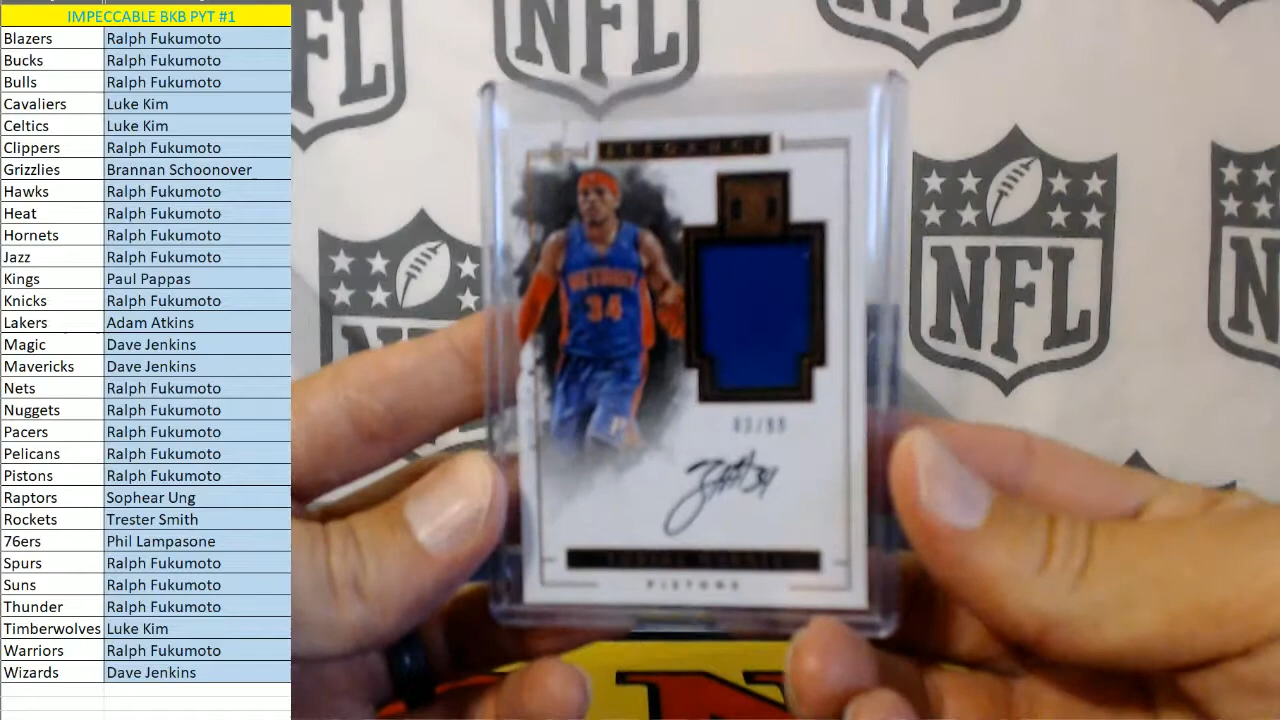 IMPECCABLE BKB PYT #1
Blazers Ralph Fukumoto
Bucks Ralph Fukumoto
Bulls Ralph Fukumoto
Cavaliers Luke Kim
Celtics Luke Kim
Clippers Ralph Fukumoto
Grizzlies Brannan Schoonover
Hawks Ralph Fukumoto
Heat Ralph Fukumoto
Hornets Ralph Fukumoto
Jazz Ralph Fukumoto
Kings Paul Pappas
Knicks Ralph Fukumoto
Lakers Adam Atkins
Magic Dave Jenkins
Mavericks Dave Jenkins
Nets Ralph Fukumoto
Nuggets Ralph Fukumoto
Pacers Ralph Fukumoto
Pelicans Ralph Fukumoto
Pistons Ralph Fukumoto
Raptors Sophear Ung
Rockets Trester Smith
76ers Phil Lampasone
Spurs Ralph Fukumoto
Suns Ralph Fukumoto
Thunder Ralph Fukumoto
Timberwolves Luke Kim
Warriors Ralph Fukumoto
Wizards Dave Jenkins
NFL
NFL
NFL
NFL
NFL
NFL
DETROIT
34
PISTONS